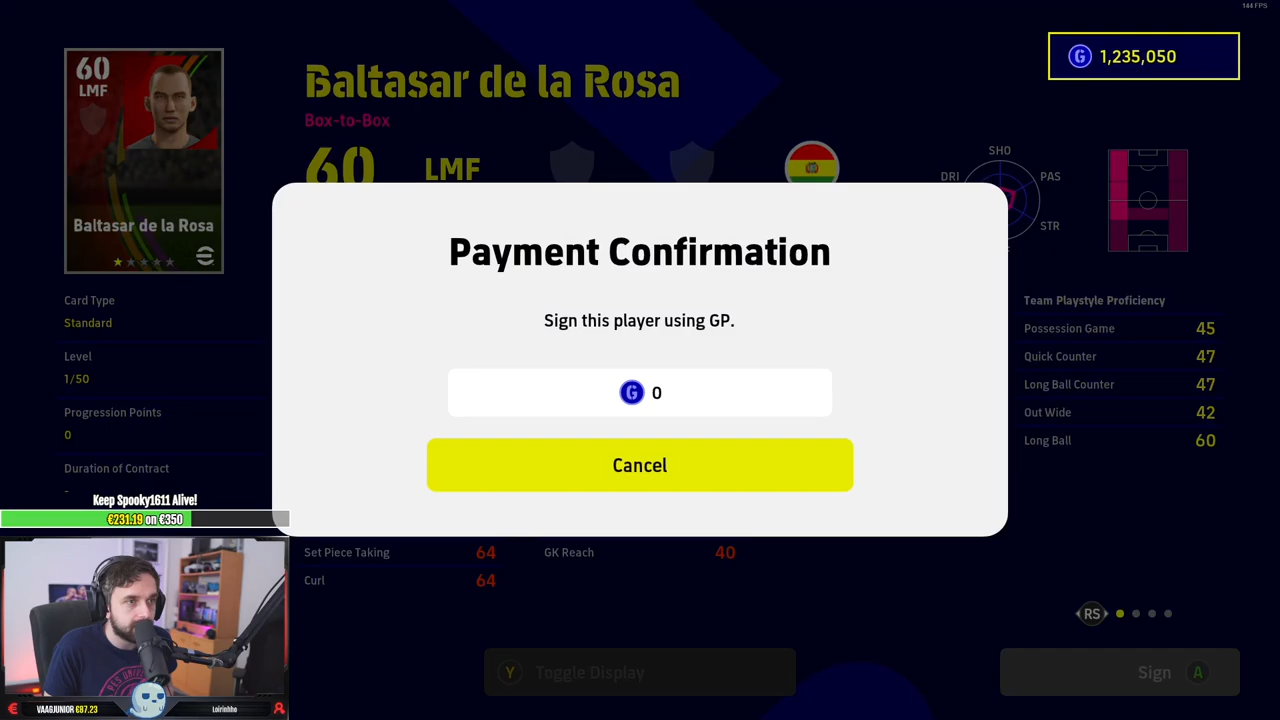 144 FPS
60
LMF
Baltasar de la Rosa
Baltasar de la Rosa
Box-to-Box
60 LMF
G 1,235,050
SHO
DRI
PAS
STR
Payment Confirmation
Sign this player using GP.
G 0
Cancel
Card Type
Standard
Level
1/50
Progression Points
0
Duration of Contract
-
Team Playstyle Proficiency
Possession Game 45
Quick Counter 47
Long Ball Counter 47
Out Wide 42
Long Ball 60
Set Piece Taking 64
GK Reach 40
Curl 64
Keep Spooky1611 Alive!
€231.19 on €350
RS
Y Toggle Display
Sign A
€ VAAGJUNIOR €87.23
Loirinhho